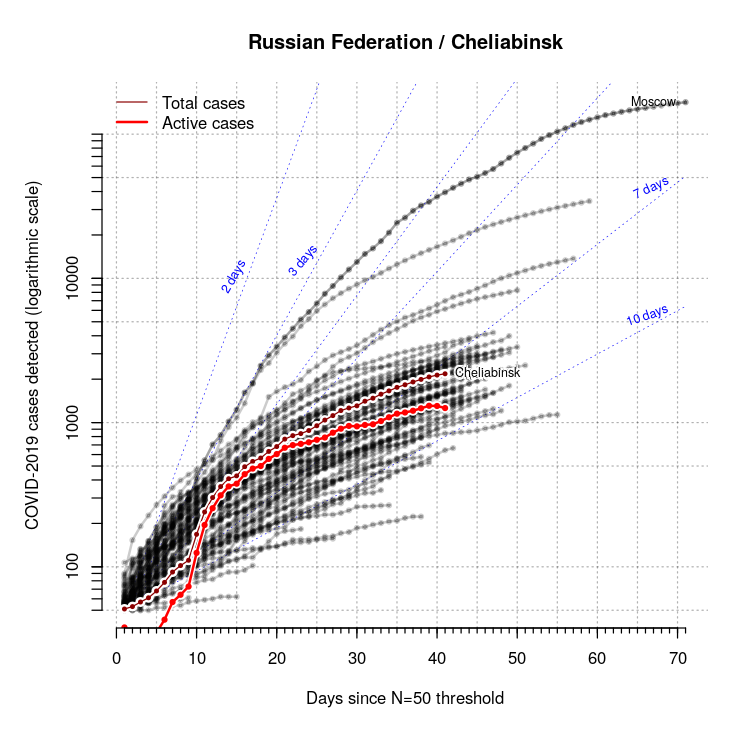 Russian Federation / Cheliabinsk
Total cases
Active cases
Moscow
2 days
3 days
7 days
10 days
Cheliabinsk
COVID-2019 cases detected (logarithmic scale)
10000
1000
100
0 10 20 30 40 50 60 70
Days since N=50 threshold